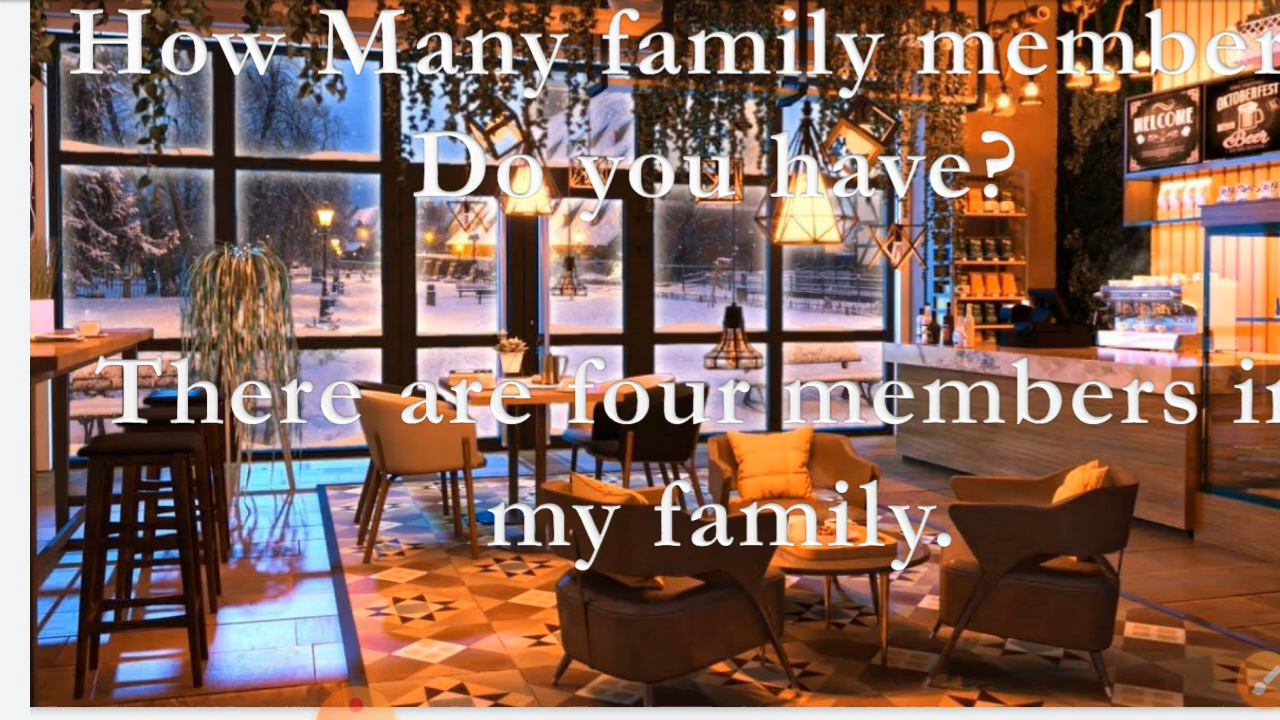 How Many family member
Do you have?
WELCOME
OKTOBERFEST
Beer
There are four members i
my family.